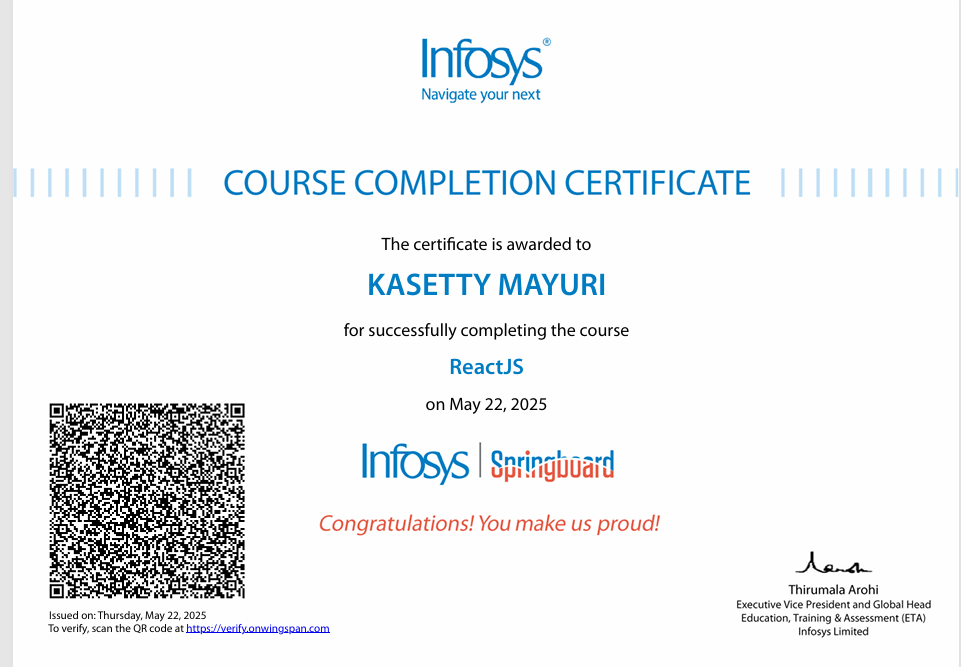 Infosys®
Navigate your next
COURSE COMPLETION CERTIFICATE
The certificate is awarded to
KASETTY MAYURI
for successfully completing the course
ReactJS
on May 22, 2025
Infosys | Springboard
Congratulations! You make us proud!
Issued on: Thursday, May 22, 2025
To verify, scan the QR code at https://verify.onwingspan.com
Thirumala Arohi
Executive Vice President and Global Head
Education, Training & Assessment (ETA)
Infosys Limited